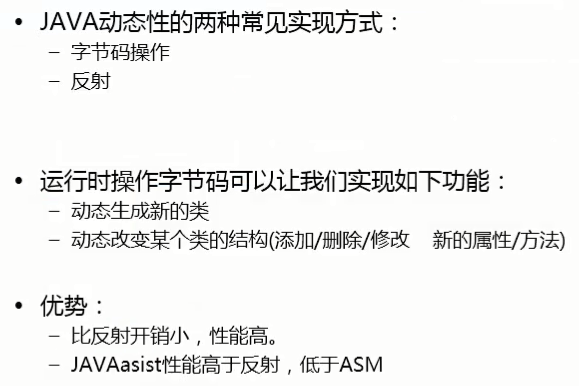 • JAVA动态性的两种常见实现方式：
– 字节码操作
– 反射
• 运行时操作字节码可以让我们实现如下功能：
– 动态生成新的类
– 动态改变某个类的结构(添加/删除/修改 新的属性/方法)
• 优势：
– 比反射开销小，性能高。
– JAVAasist性能高于反射，低于ASM